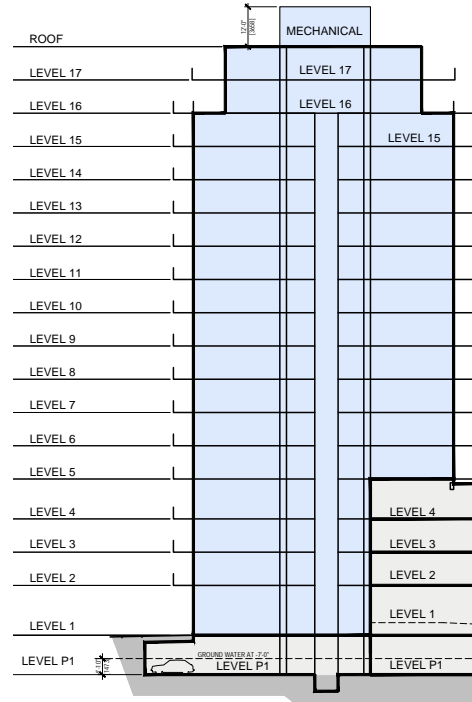 12'-0"
[3658]
MECHANICAL
ROOF
LEVEL 17
LEVEL 17
LEVEL 16
LEVEL 16
LEVEL 15
LEVEL 15
LEVEL 14
LEVEL 13
LEVEL 12
LEVEL 11
LEVEL 10
LEVEL 9
LEVEL 8
LEVEL 7
LEVEL 6
LEVEL 5
LEVEL 4
LEVEL 4
LEVEL 3
LEVEL 3
LEVEL 2
LEVEL 2
LEVEL 1
LEVEL 1
GROUND WATER AT -7'-0"
LEVEL P1
LEVEL P1
LEVEL P1